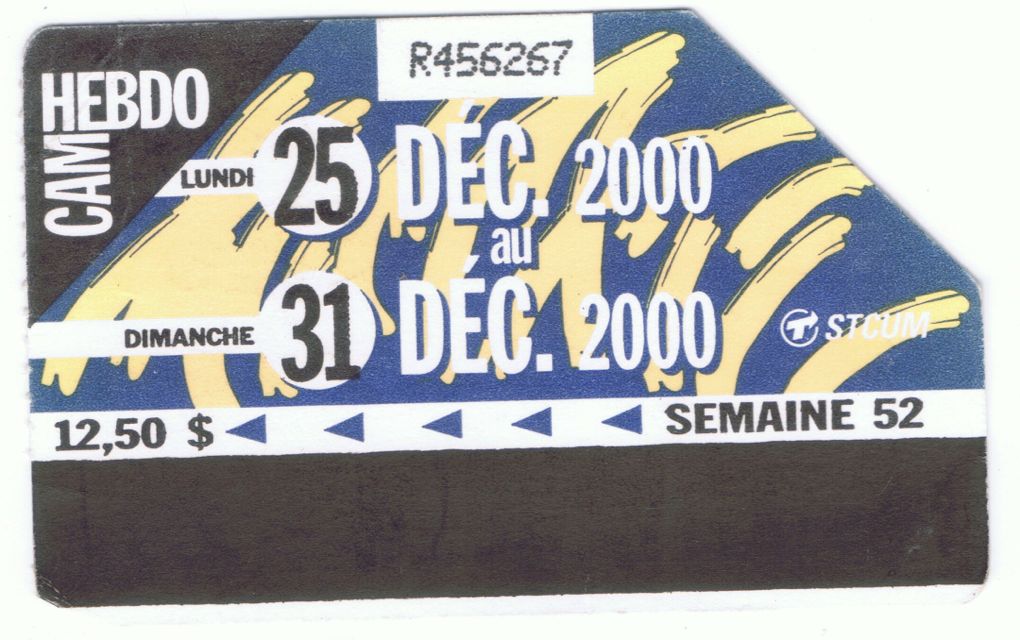 R456267
CAM HEBDO
LUNDI 25 DÉC. 2000
au
DIMANCHE 31 DÉC. 2000
STCUM
12,50 $ SEMAINE 52